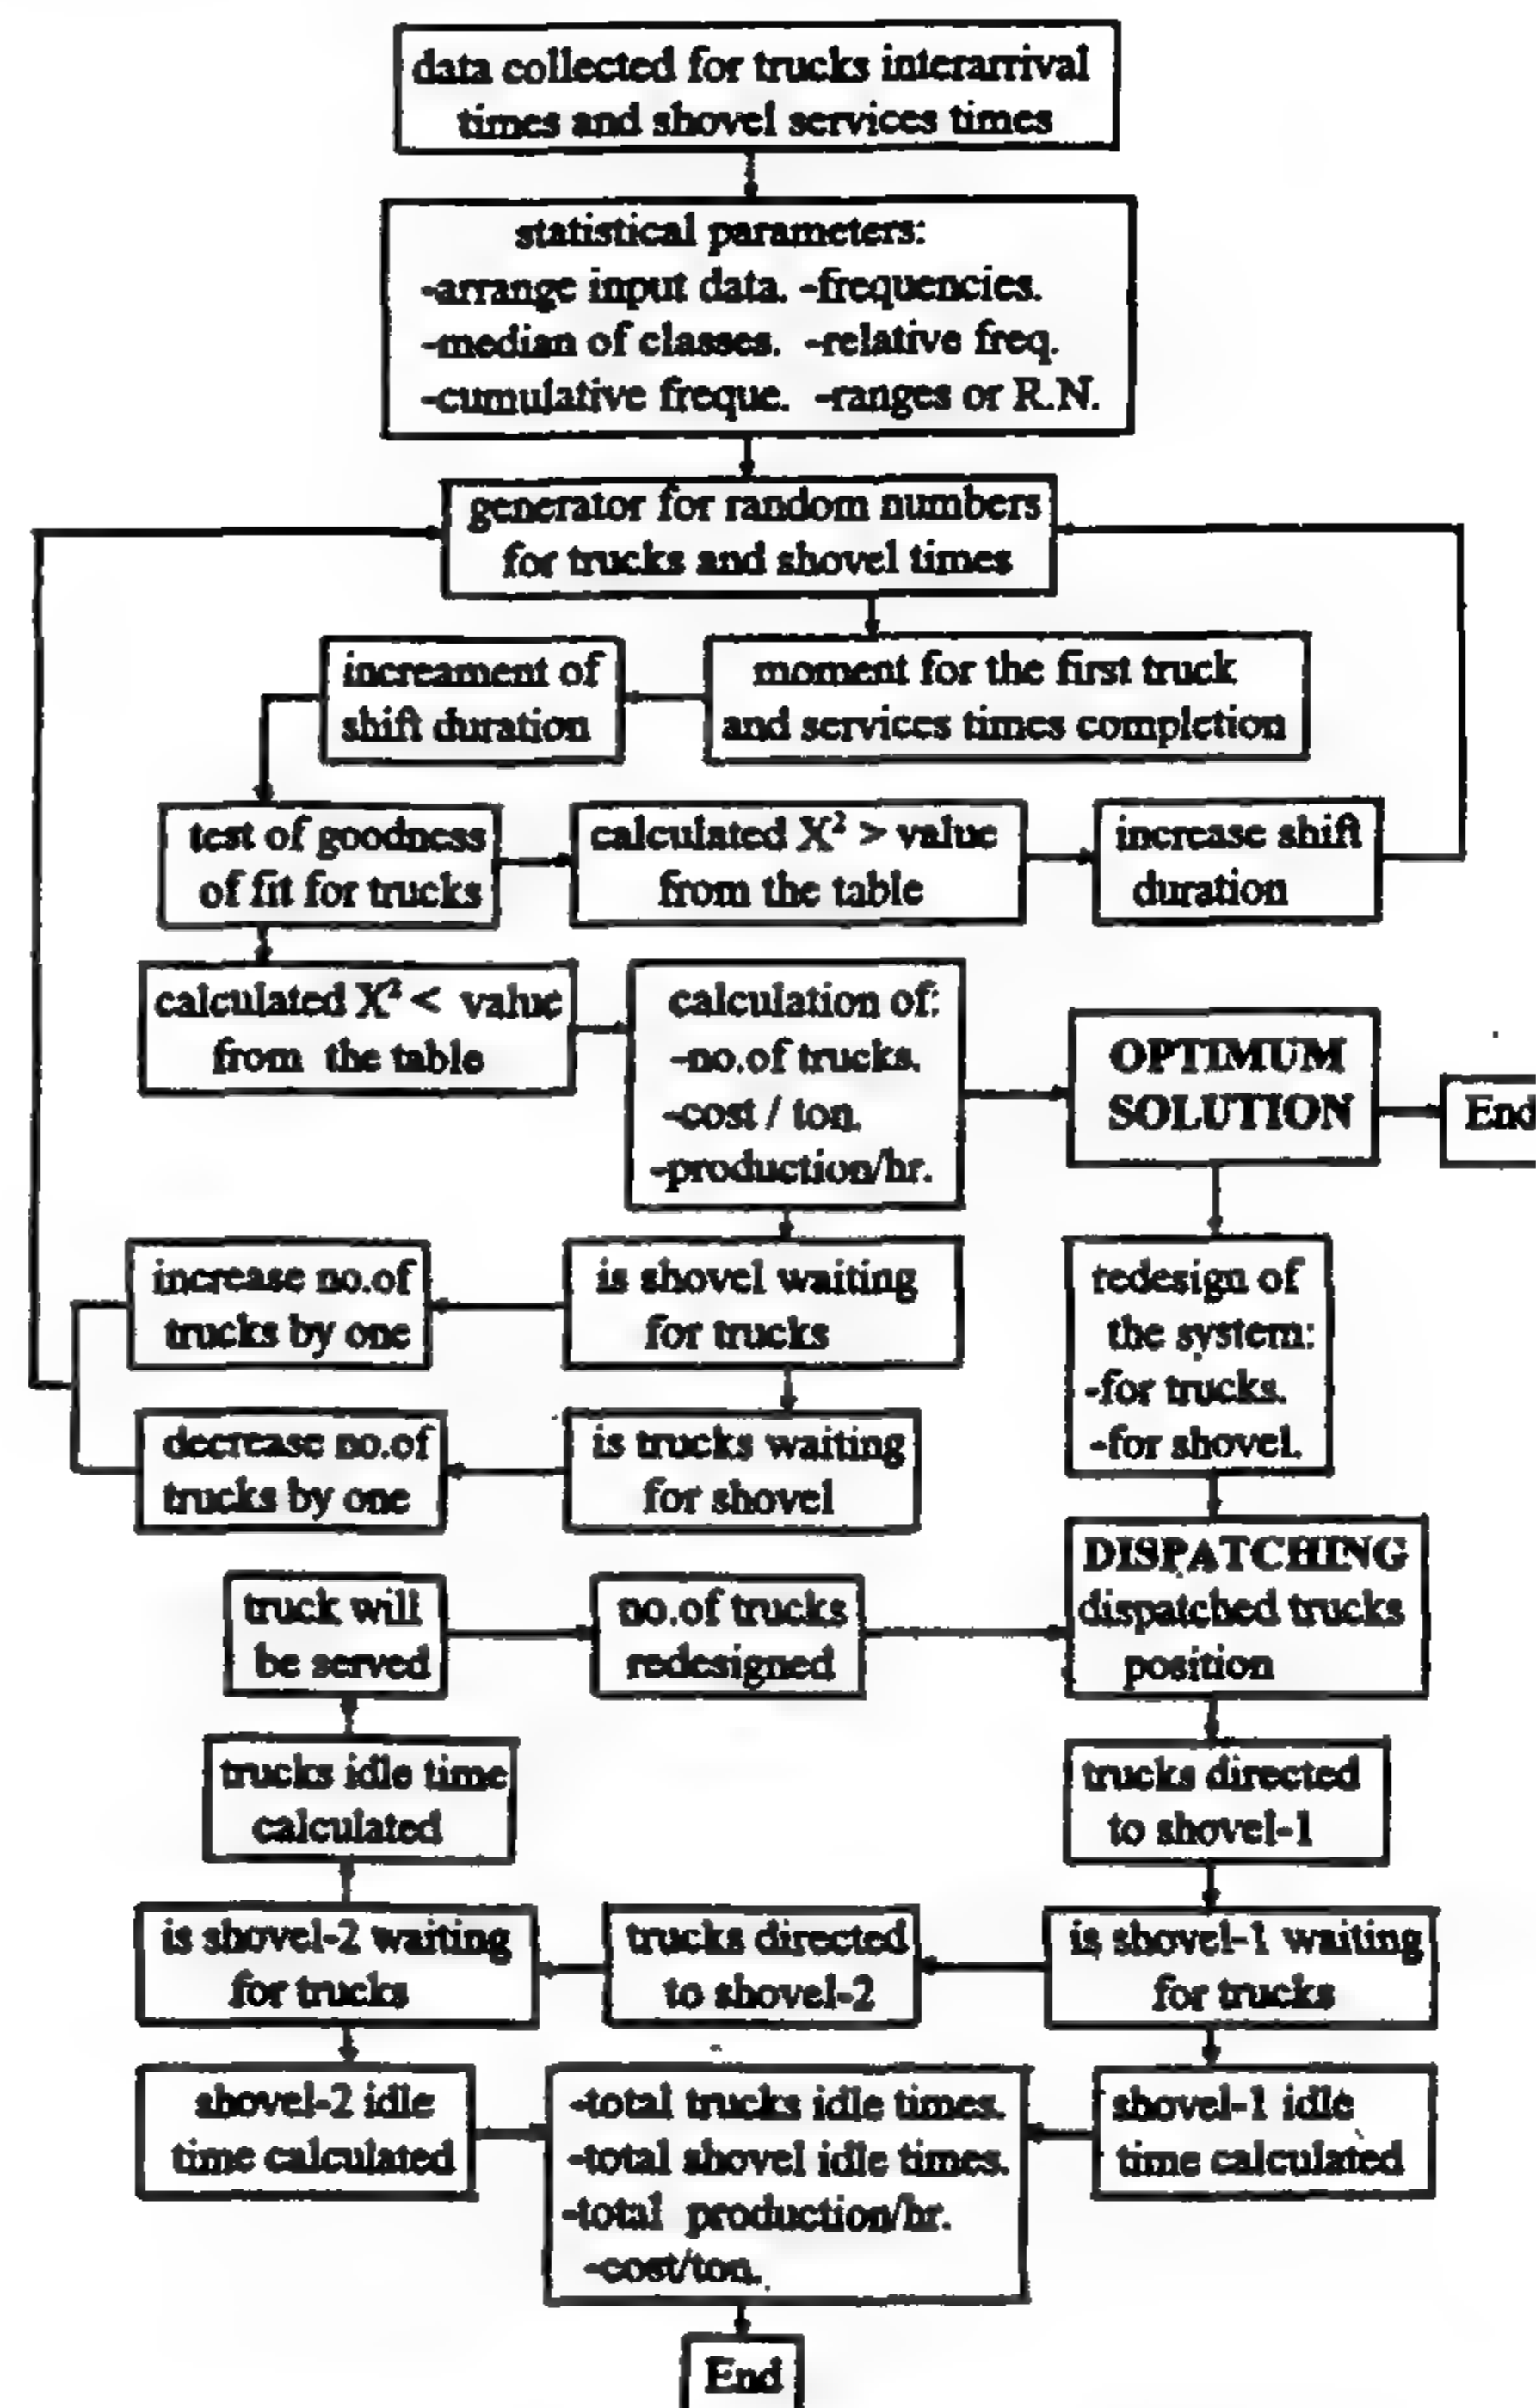 data collected for trucks interarrival
times and shovel services times
statistical parameters:
-arrange input data. -frequencies.
-median of classes. -relative freq.
-cumulative freque. -ranges or R.N.
generator for random numbers
for trucks and shovel times
increament of
shift duration
moment for the first truck
and services times completion
test of goodness
of fit for trucks
calculated X² > value
from the table
increase shift
duration
calculated X² < value
from the table
calculation of:
-no.of trucks.
-cost / ton.
-production/hr.
OPTIMUM
SOLUTION
End
increase no.of
trucks by one
is shovel waiting
for trucks
redesign of
the system:
-for trucks.
-for shovel.
decrease no.of
trucks by one
is trucks waiting
for shovel
truck will
be served
no.of trucks
redesigned
DISPATCHING
dispatched trucks
position
trucks idle time
calculated
trucks directed
to shovel-1
is shovel-2 waiting
for trucks
trucks directed
to shovel-2
is shovel-1 waiting
for trucks
shovel-2 idle
time calculated
-total trucks idle times.
-total shovel idle times.
-total production/hr.
-cost/ton.
shovel-1 idle
time calculated
End